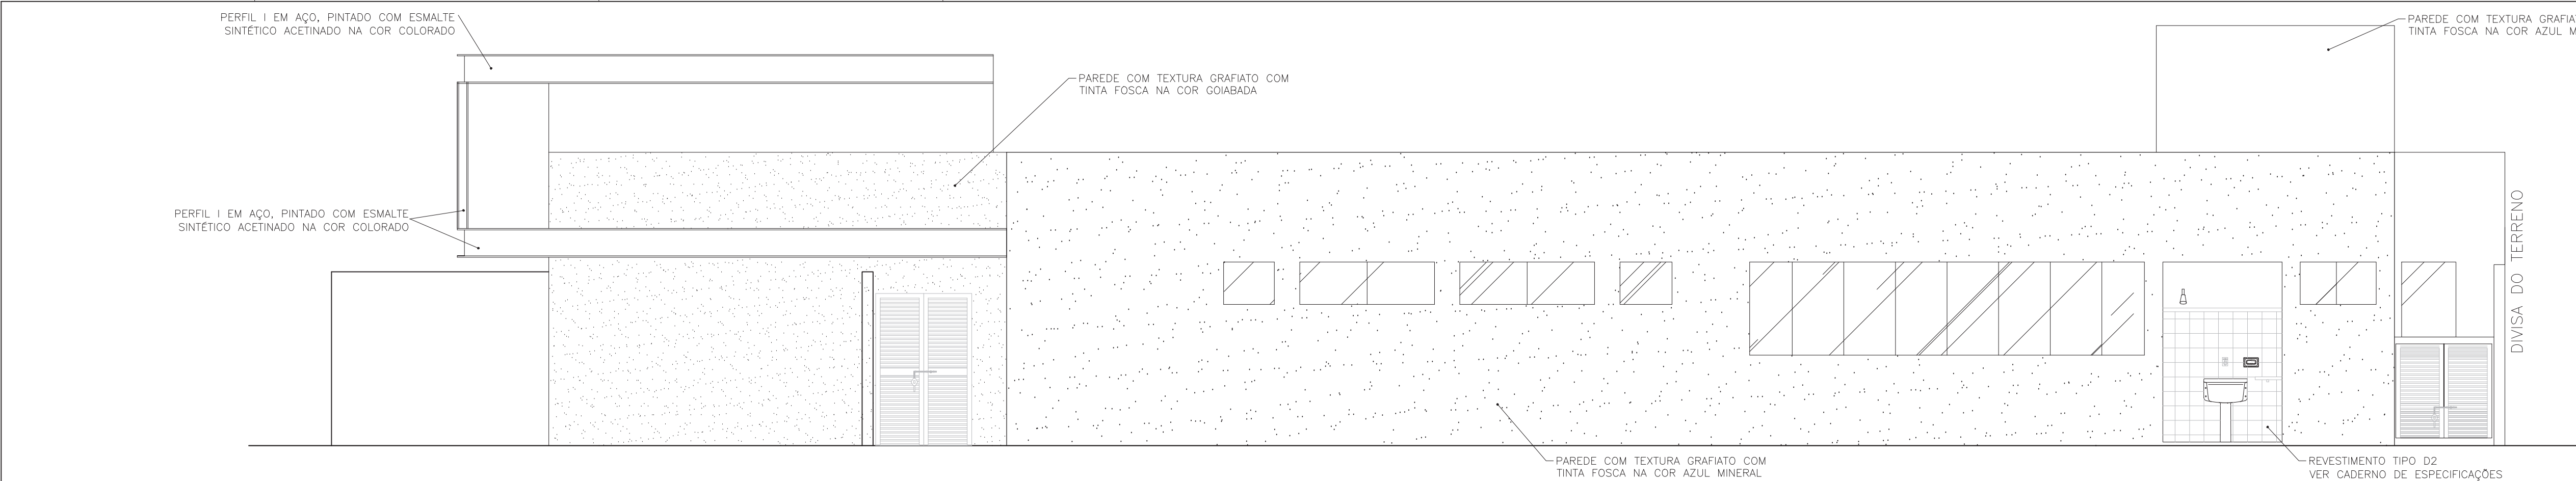 PERFIL I EM AÇO, PINTADO COM ESMALTE
SINTÉTICO ACETINADO NA COR COLORADO
PAREDE COM TEXTURA GRAFIATO COM
TINTA FOSCA NA COR GOIABADA
PERFIL I EM AÇO, PINTADO COM ESMALTE
SINTÉTICO ACETINADO NA COR COLORADO
PAREDE COM TEXTURA
TINTA FOSCA NA COR AZUL
DIVISA DO TERRENO
PAREDE COM TEXTURA GRAFIATO COM
TINTA FOSCA NA COR AZUL MINERAL
REVESTIMENTO TIPO D2
VER CADERNO DE ESPECIFICAÇÕES